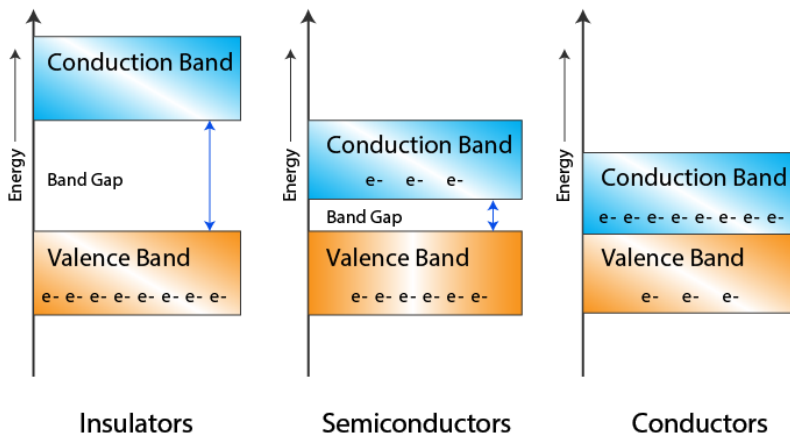 Energy
Conduction Band
Band Gap
Valence Band
e- e- e- e- e- e- e- e-
Insulators
Energy
Conduction Band
e- e- e-
Band Gap
Valence Band
e- e- e- e- e- e-
Semiconductors
Energy
Conduction Band
e- e- e- e- e- e- e- e-
Valence Band
e- e- e-
Conductors